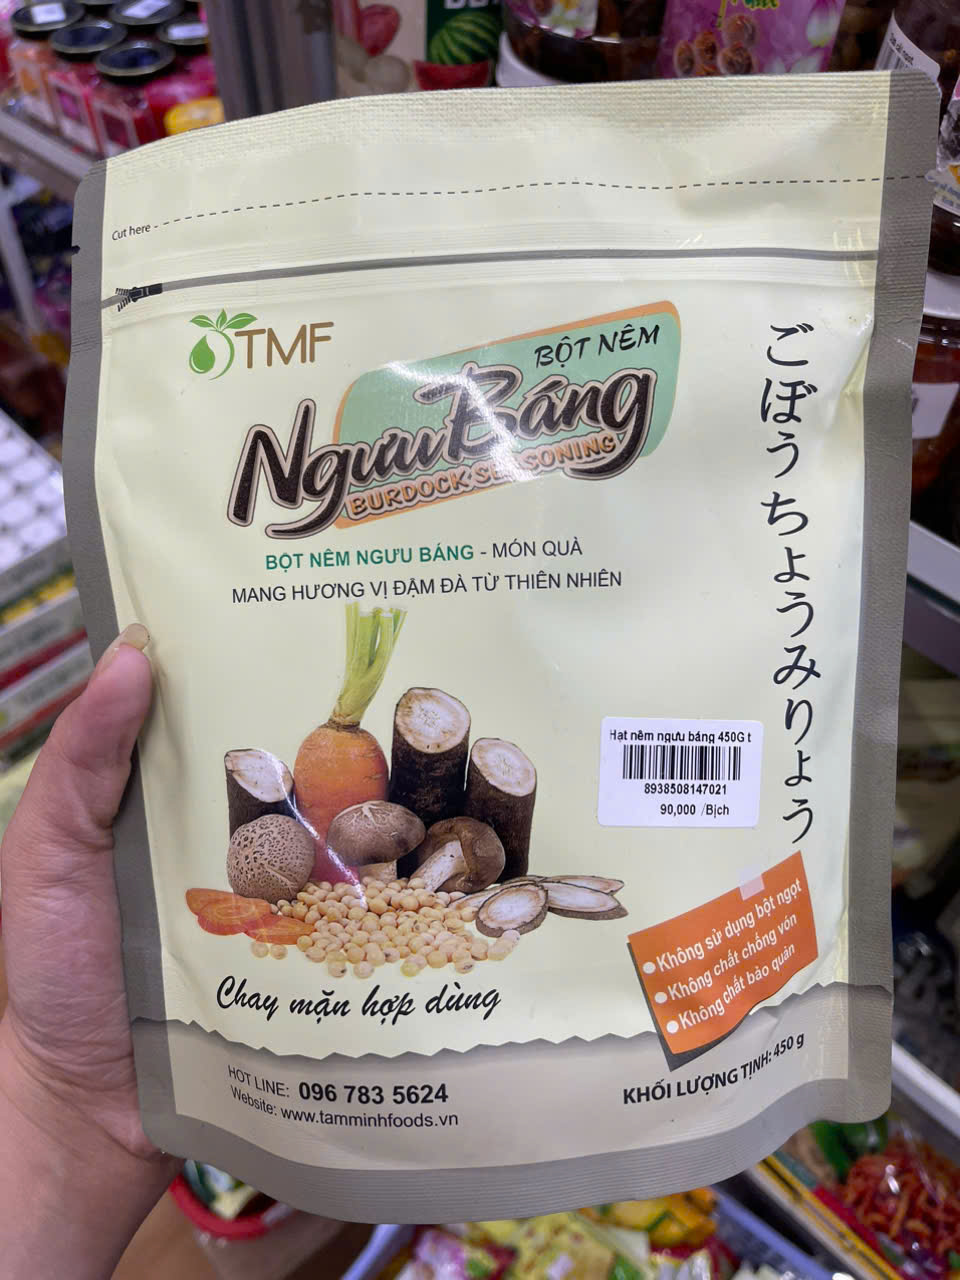 Cut here
TMF
BỘT NÊM
Ngưu Báng
BURDOCK SEASONING
BỘT NÊM NGƯU BÁNG - MÓN QUÀ
MANG HƯƠNG VỊ ĐẬM ĐÀ TỪ THIÊN NHIÊN
ごぼうちょうみりょう
Hạt nêm ngưu báng 450G t
8938508147021
90,000 /Bịch
Không sử dụng bột ngọt
Không chất chống vón
Không chất bảo quản
Chay mặn hợp dùng
HOT LINE: 096 783 5624
Website: www.tamminhfoods.vn
KHỐI LƯỢNG TỊNH: 450 g